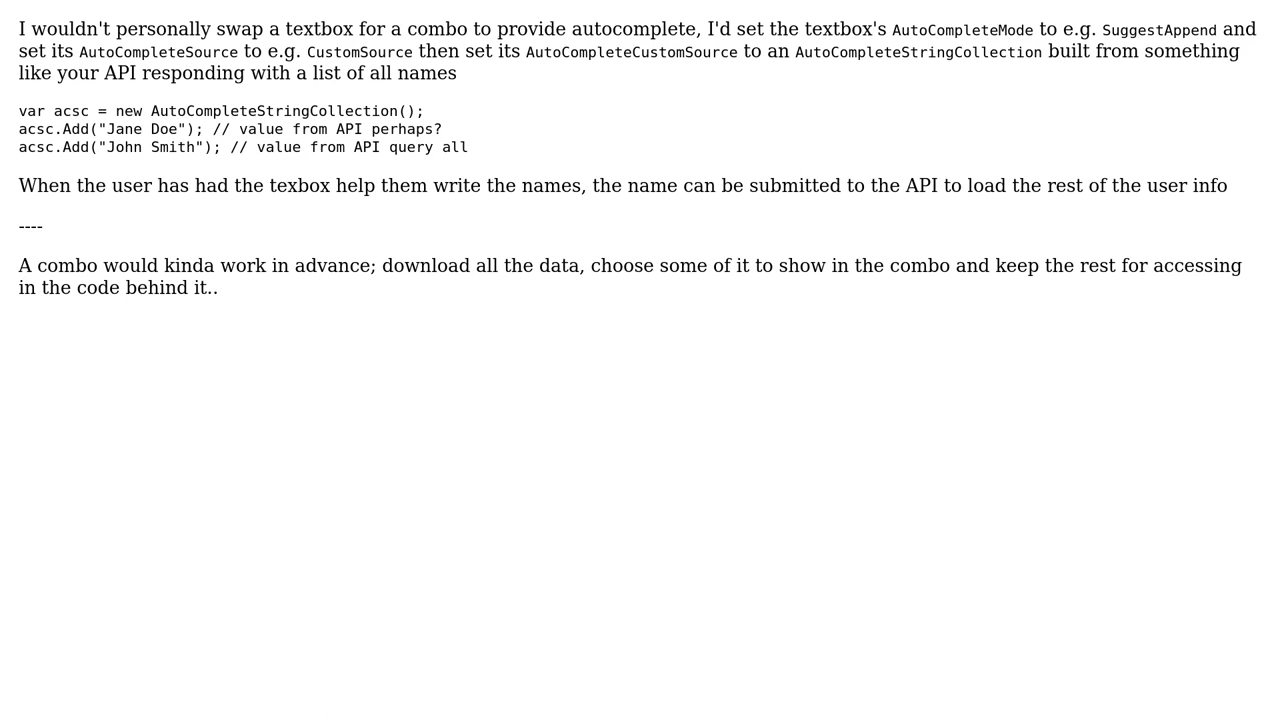 I wouldn't personally swap a textbox for a combo to provide autocomplete, I'd set the textbox's AutoCompleteMode to e.g. SuggestAppend and
set its AutoCompleteSource to e.g. CustomSource then set its AutoCompleteCustomSource to an AutoCompleteStringCollection built from something
like your API responding with a list of all names
var acsc = new AutoCompleteStringCollection();
acsc.Add("Jane Doe"); // value from API perhaps?
acsc.Add("John Smith"); // value from API query all
When the user has had the texbox help them write the names, the name can be submitted to the API to load the rest of the user info
----
A combo would kinda work in advance; download all the data, choose some of it to show in the combo and keep the rest for accessing
in the code behind it..